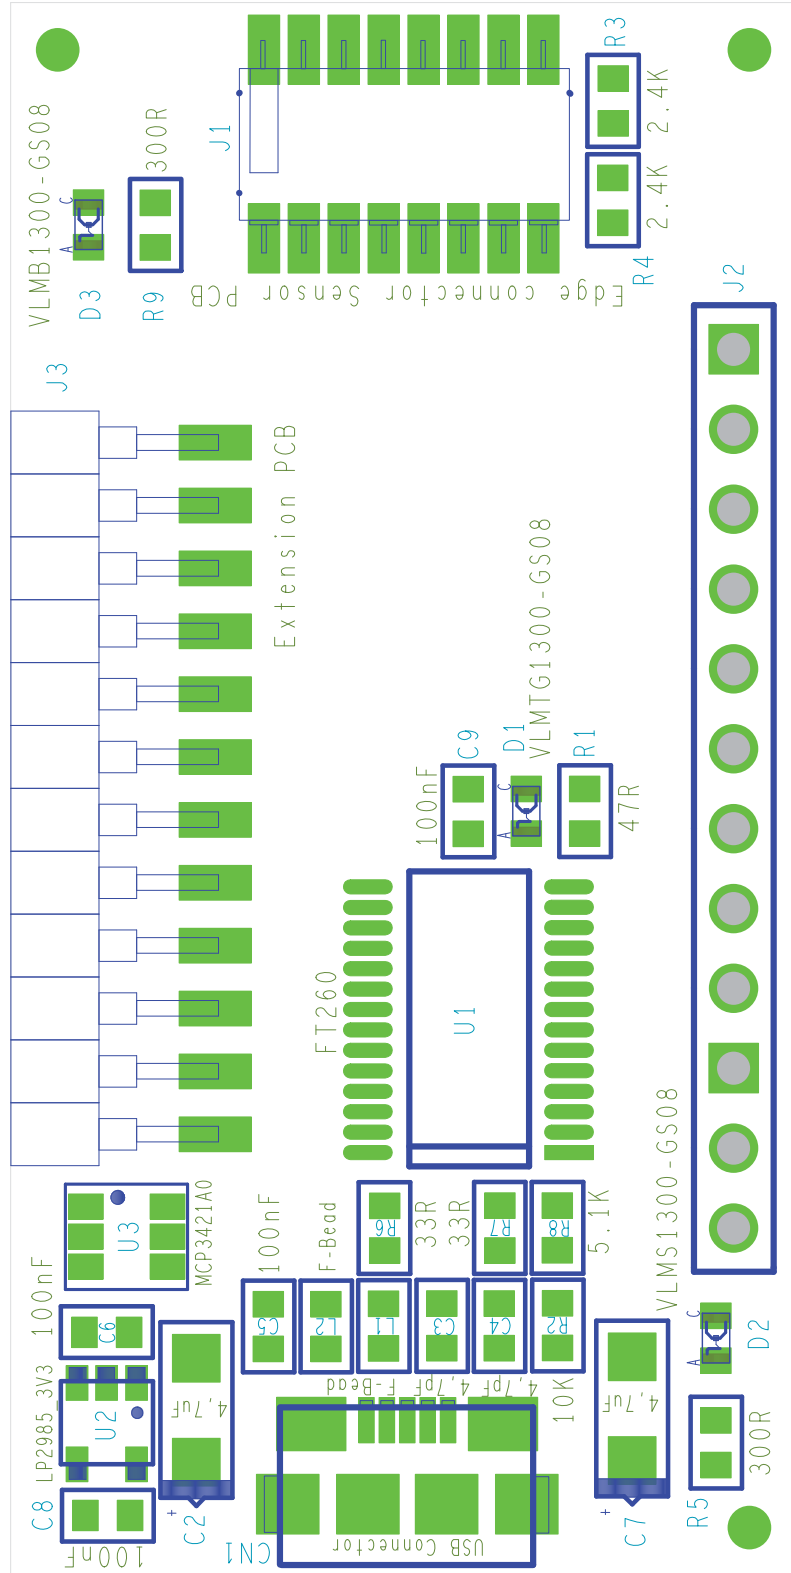 R3
2.4K
J1
300R
VLMB1300-GS08
C
A
2.4K
R4
D3
R9
Edge connector Sensor PCB
J2
J3
Extension PCB
VLMTG1300-GS08
C9
D1
R1
100nF
C
A
47R
FT260
U1
VLMS1300-GS08
MCP3421A0
U3
100nF
F-Bead
R6
33R
33R
R7
R8
5.1K
100nF
C6
C5
L2
L1
C3
C4
R2
C
A
D2
F-Bead
4,7pF
4,7pF
10K
LP2985_3V3
U2
4,7uF
4,7uF
300R
R5
C8
100nF
+
C2
CN1
USB Connector
+
C7